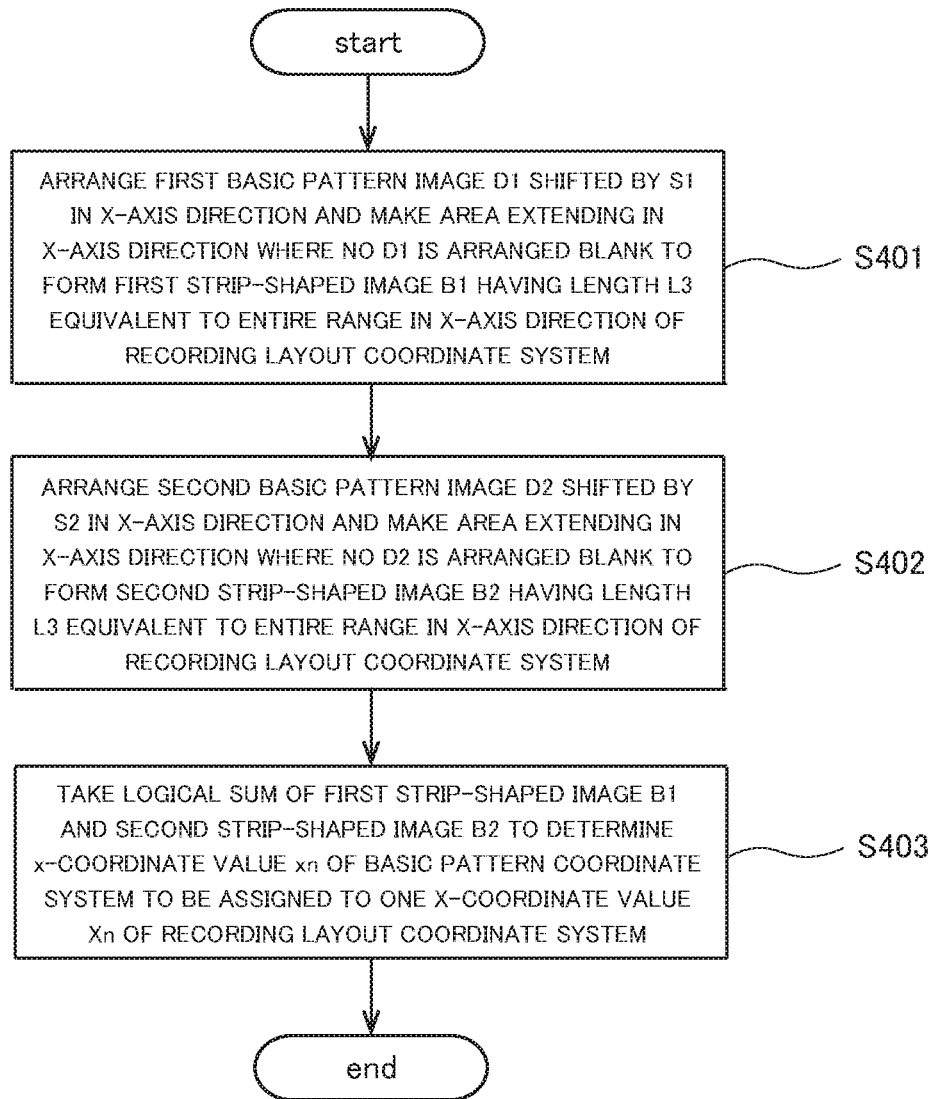 start
ARRANGE FIRST BASIC PATTERN IMAGE D1 SHIFTED BY S1
IN X-AXIS DIRECTION AND MAKE AREA EXTENDING IN
X-AXIS DIRECTION WHERE NO D1 IS ARRANGED BLANK TO
FORM FIRST STRIP-SHAPED IMAGE B1 HAVING LENGTH L3
EQUIVALENT TO ENTIRE RANGE IN X-AXIS DIRECTION OF
RECORDING LAYOUT COORDINATE SYSTEM
S401
ARRANGE SECOND BASIC PATTERN IMAGE D2 SHIFTED BY
S2 IN X-AXIS DIRECTION AND MAKE AREA EXTENDING IN
X-AXIS DIRECTION WHERE NO D2 IS ARRANGED BLANK TO
FORM SECOND STRIP-SHAPED IMAGE B2 HAVING LENGTH
L3 EQUIVALENT TO ENTIRE RANGE IN X-AXIS DIRECTION OF
RECORDING LAYOUT COORDINATE SYSTEM
S402
TAKE LOGICAL SUM OF FIRST STRIP-SHAPED IMAGE B1
AND SECOND STRIP-SHAPED IMAGE B2 TO DETERMINE
x-COORDINATE VALUE xn OF BASIC PATTERN COORDINATE
SYSTEM TO BE ASSIGNED TO ONE X-COORDINATE VALUE
Xn OF RECORDING LAYOUT COORDINATE SYSTEM
S403
end